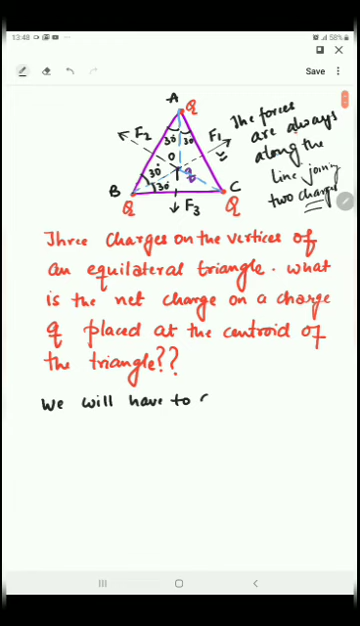 13:48
58%
Save
A
Q
F2
30°
30
F1
O
q
30°
30°
B
C
Q
F3
Q
The forces
are always
along the
line joining
two charges
Three Charges on the vertices of
an equilateral triangle. What
is the net charge on a charge
q placed at the centroid of
the triangle??
We will have to